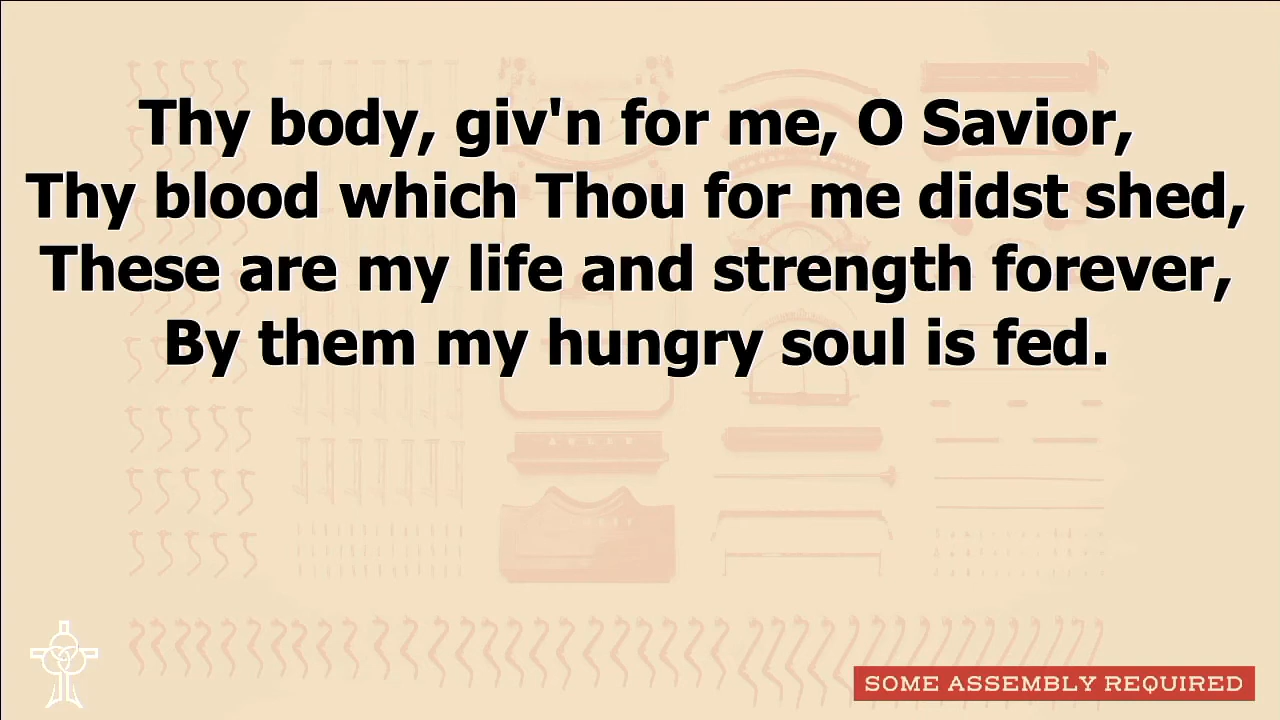 Thy body, giv'n for me, O Savior,
Thy blood which Thou for me didst shed,
These are my life and strength forever,
By them my hungry soul is fed.
SOME ASSEMBLY REQUIRED